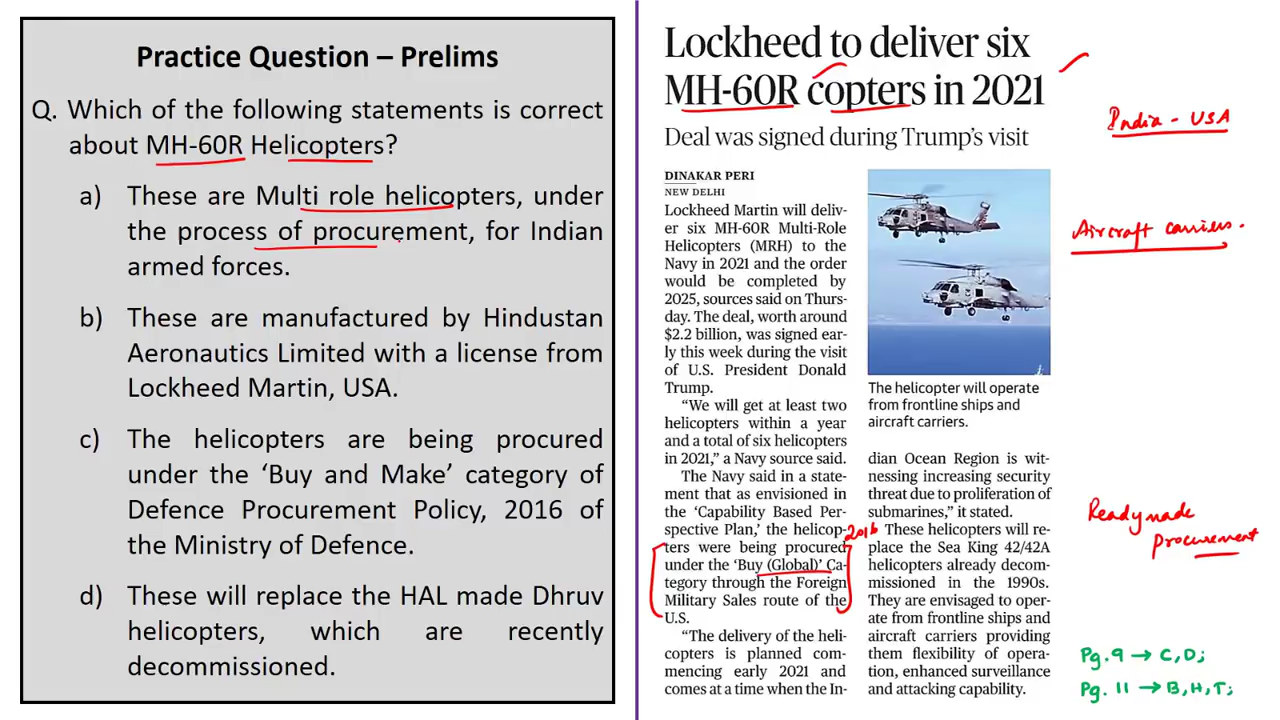 Practice Question – Prelims
Q. Which of the following statements is correct
about MH-60R Helicopters?
a) These are Multi role helicopters, under
the process of procurement, for Indian
armed forces.
b) These are manufactured by Hindustan
Aeronautics Limited with a license from
Lockheed Martin, USA.
c) The helicopters are being procured
under the ‘Buy and Make’ category of
Defence Procurement Policy, 2016 of
the Ministry of Defence.
d) These will replace the HAL made Dhruv
helicopters, which are recently
decommissioned.
Lockheed to deliver six
MH-60R copters in 2021
Deal was signed during Trump’s visit
DINAKAR PERI
NEW DELHI
Lockheed Martin will deliv-
er six MH-60R Multi-Role
Helicopters (MRH) to the
Navy in 2021 and the order
would be completed by
2025, sources said on Thurs-
day. The deal, worth around
$2.2 billion, was signed ear-
ly this week during the visit
of U.S. President Donald
Trump.
“We will get at least two
helicopters within a year
and a total of six helicopters
in 2021,” a Navy source said.
The Navy said in a state-
ment that as envisioned in
the ‘Capability Based Per-
spective Plan,’ the helicop-
ters were being procured
under the ‘Buy (Global)’ Ca-
tegory through the Foreign
Military Sales route of the
U.S.
“The delivery of the heli-
copters is planned com-
mencing early 2021 and
comes at a time when the In-
2016
The helicopter will operate
from frontline ships and
aircraft carriers.
dian Ocean Region is wit-
nessing increasing security
threat due to proliferation of
submarines,” it stated.
These helicopters will re-
place the Sea King 42/42A
helicopters already decom-
missioned in the 1990s.
They are envisaged to oper-
ate from frontline ships and
aircraft carriers providing
them flexibility of opera-
tion, enhanced surveillance
and attacking capability.
India - USA
Aircraft carriers.
Readymade
procurement
Pg. 9 → C, D;
Pg. 11 → B, H, T;